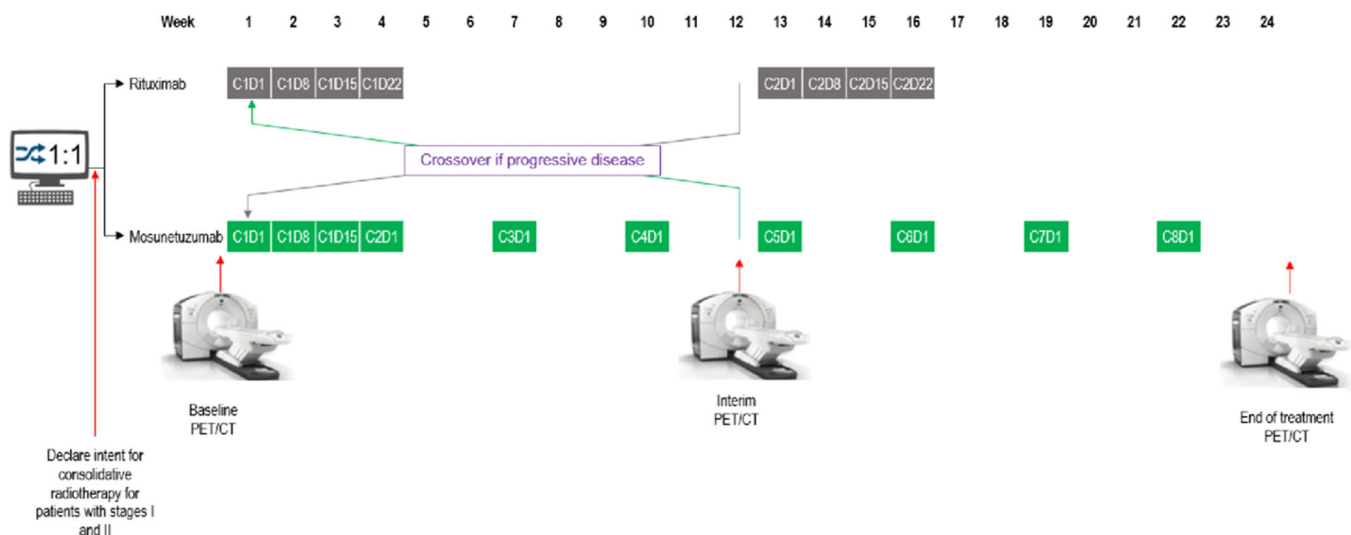 Week 1 2 3 4 5 6 7 8 9 10 11 12 13 14 15 16 17 18 19 20 21 22 23 24
Rituximab C1D1 C1D8 C1D15 C1D22 C2D1 C2D8 C2D15 C2D22
1:1
Crossover if progressive disease
Mosunetuzumab C1D1 C1D8 C1D15 C2D1 C3D1 C4D1 C5D1 C6D1 C7D1 C8D1
Baseline
PET/CT
Interim
PET/CT
End of treatment
PET/CT
Declare intent for
consolidative
radiotherapy for
patients with stages I
and II